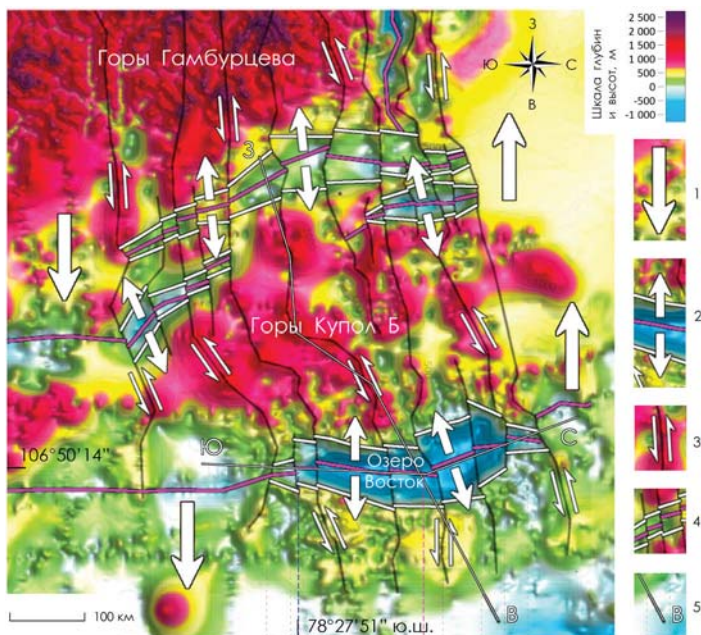 Горы Гамбурцева
З
Ю
С
В
Шкала глубин
и высот, м
2 500
2 000
1 500
1 000
500
0
-500
-1 000
1
З
2
Горы Купол Б
3
Ю
С
106°50'14"
Озеро
Восток
4
100 км
78°27'51" ю.ш.
В
В
5